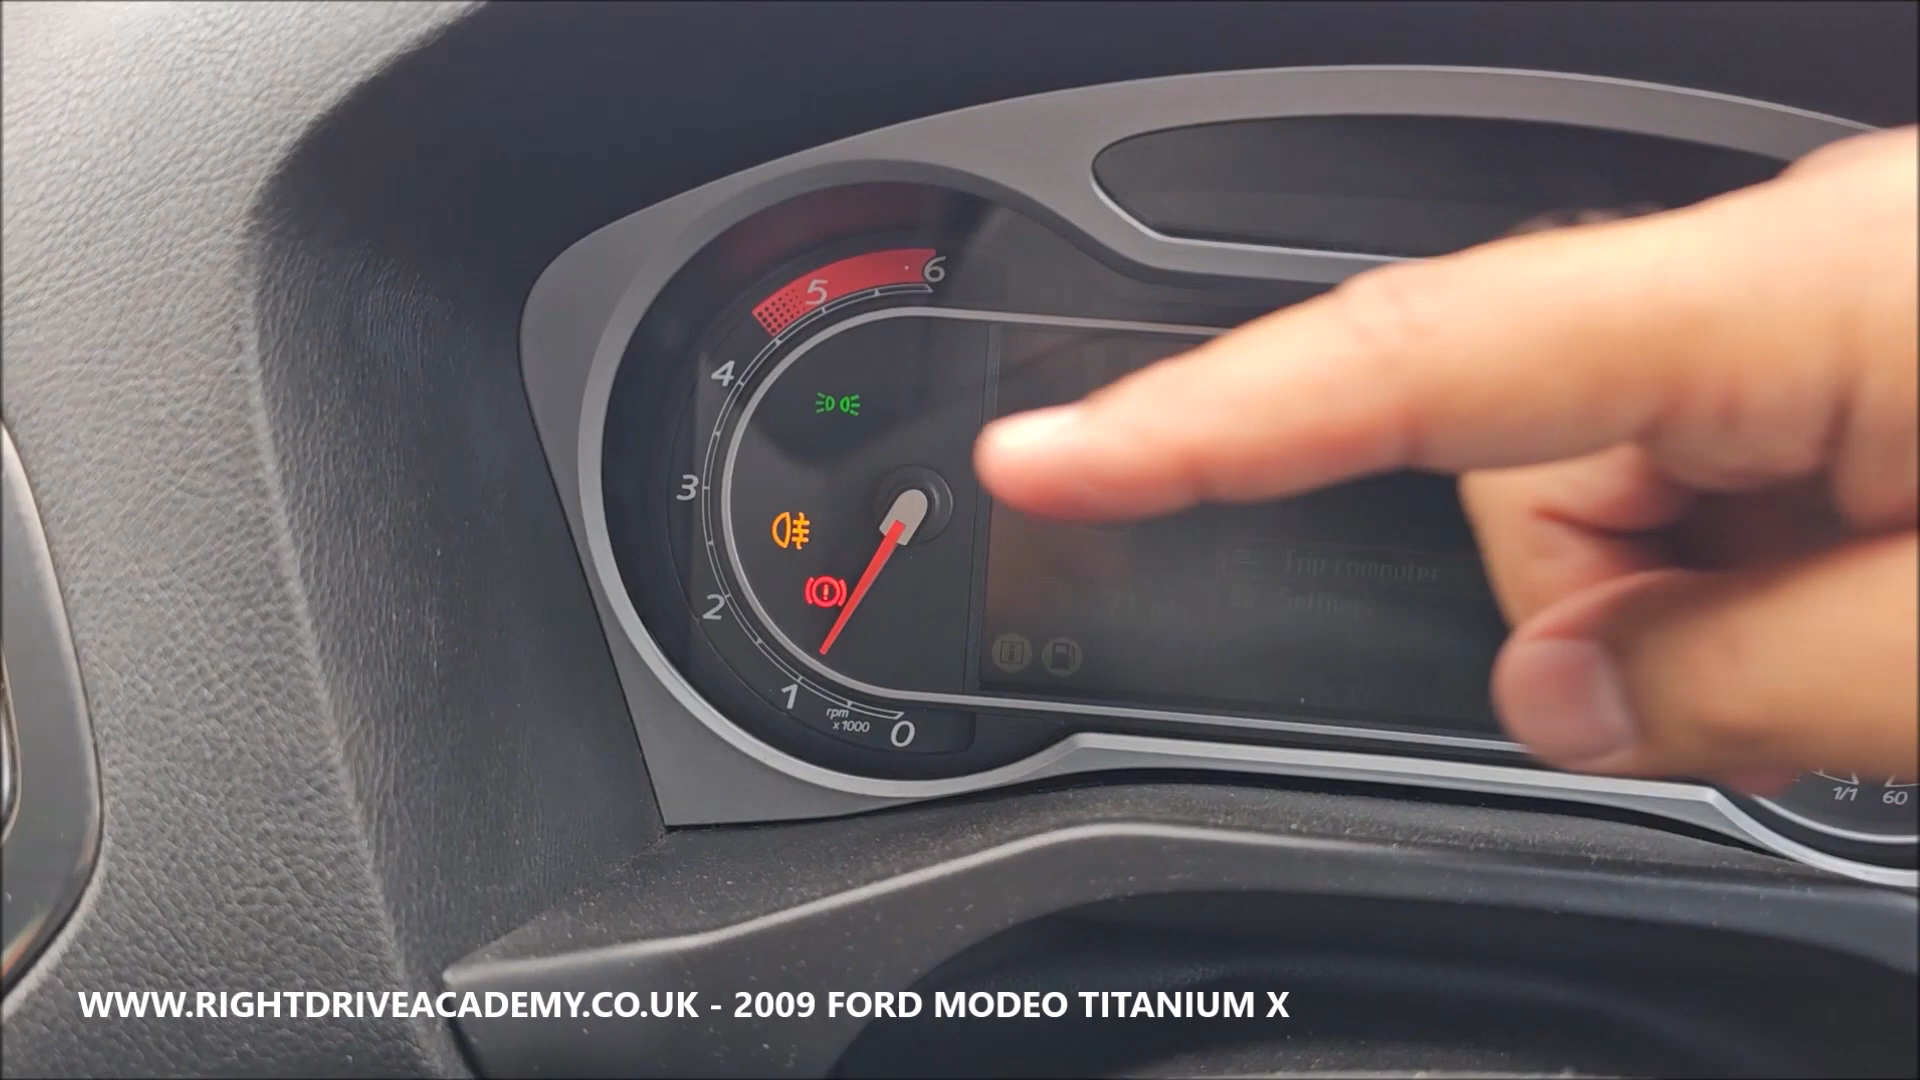 6
5
4
3
2
1
rpm
x1000
0
Trip computer
Settings
1/1
60
WWW.RIGHTDRIVEACADEMY.CO.UK - 2009 FORD MODEO TITANIUM X